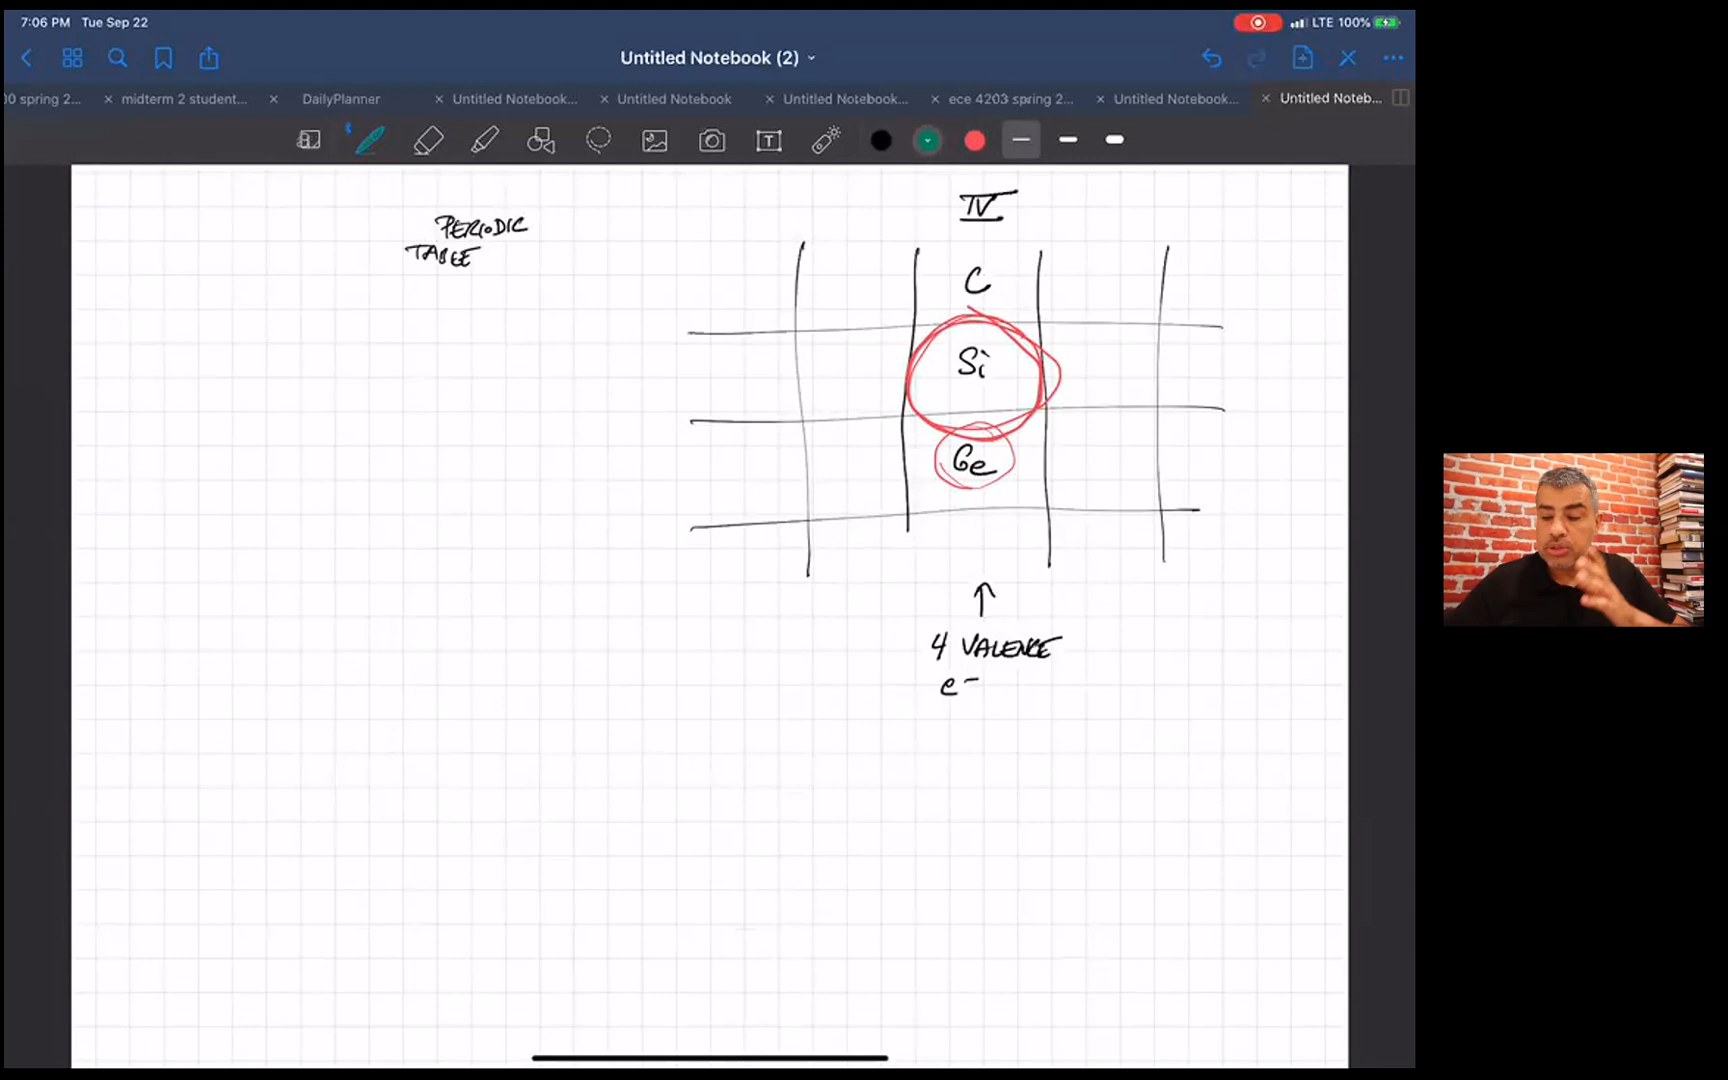 7:06 PM Tue Sep 22
LTE 100%
Untitled Notebook (2)
00 spring 2...
midterm 2 student...
DailyPlanner
Untitled Notebook...
Untitled Notebook
Untitled Notebook...
ece 4203 spring 2...
Untitled Notebook...
Untitled Noteb...
T
PERIODIC
TABLE
IV
C
Si
Ge
4 VALENCE
e-